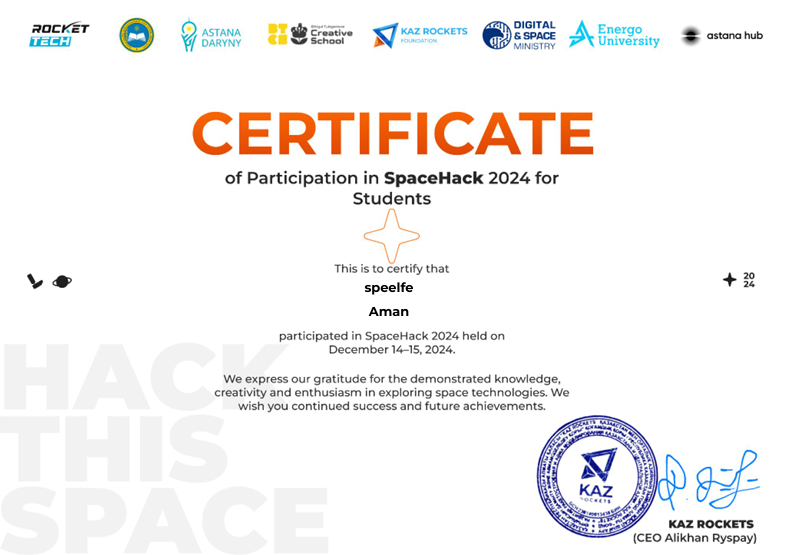 ROCKET
TECH
ASTANA
DARYNY
BTCD
Creative
School
KAZ ROCKETS
FOUNDATION
DIGITAL
& SPACE
MINISTRY
Energo
University
astana hub
CERTIFICATE
of Participation in SpaceHack 2024 for
Students
This is to certify that
speelfe
Aman
20
24
participated in SpaceHack 2024 held on
December 14–15, 2024.
We express our gratitude for the demonstrated knowledge,
creativity and enthusiasm in exploring space technologies. We
wish you continued success and future achievements.
HACK
THIS
SPACE
KAZ
ROCKETS
KAZ ROCKETS
(CEO Alikhan Ryspay)